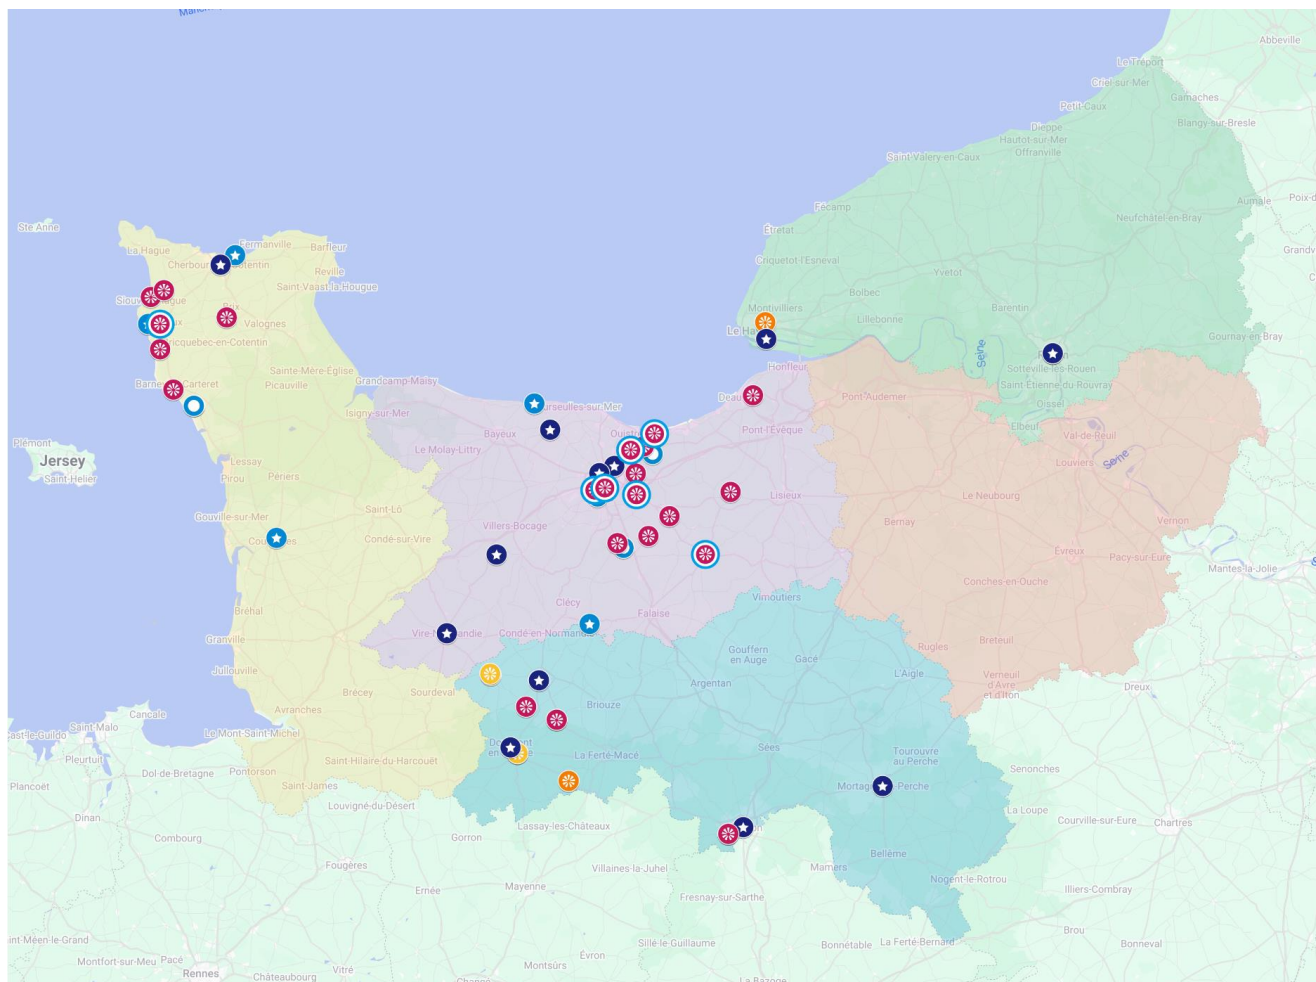 Abbeville
Le Tréport
Criel-sur-Mer
Gamaches
Petit-Caux
Blangy-sur-Bresle
Dieppe
Hautot-sur-Mer
Offranville
Saint-Valery-en-Caux
Aumale
Poix-d
Fécamp
Neufchâtel-en-Bray
Ste Anne
Étretat
La Hague
Fermanville
Barfleur
Criquetot-l'Esneval
Réville
Yvetot
Saint-Vaast-la-Hougue
Bolbec
Montivilliers
Barentin
Lillebonne
Valognes
Le Ha
Gournay-en-Bray
Seine
Sotteville-lès-Rouen
Honfleur
Sainte-Mère-Église
Grandcamp-Maisy
Saint-Étienne du Rouvray
Picauville
Pont-Audemer
Oissel
Isigny-sur-Mer
Elbeuf
Bayeux
Pont-l'Évêque
Val-de-Reuil
Plémont
Le Molay-Littry
Jersey
Lessay
Louviers
Seine
Saint-Helier
Pirou
Périers
Lisieux
Le Neubourg
Gouville-sur-Mer
Saint-Lô
Villers-Bocage
Bernay
Vernon
Condé-sur-Vire
Évreux
Pacy-sur-Eure
Mantes-la-Jolie
Conches-en-Ouche
Vimoutiers
Bréhal
Clécy
Falaise
Granville
Condé-en-Normandie
Breteuil
Rugles
Gouffern
en Auge
Gacé
Jullouville
L'Aigle
Verneuil
d'Avre
et d'Iton
Argentan
Dreux
Brécey
Sourdeval
Briouze
Avranches
Cancale
Saint-Malo
Le Mont-Saint-Michel
Sées
Tourouvre
au Perche
La Ferté-Macé
Pleurtuit
Saint-Hilaire-du-Harcouët
Dol-de-Bretagne
Pontorson
Senonches
Plancoët
Saint-James
Louvigné-du-Désert
La Loupe
Dinan
Courville-sur-Eure
Chartres
Lassay-les-Châteaux
Gorron
Combourg
Bellême
Fougères
Villaines-la-Juhel
Mamers
Nogent-le-Rotrou
Ernée
Mayenne
Illiers-Combray
Fresnay-sur-Sarthe
Brou
Sillé-le-Guillaume
Bonnétable
La Ferté-Bernard
Bonneval
Évron
Montfort-sur-Meu
Pacé
Vitré
Montsûrs
Rennes
Châteaubourg